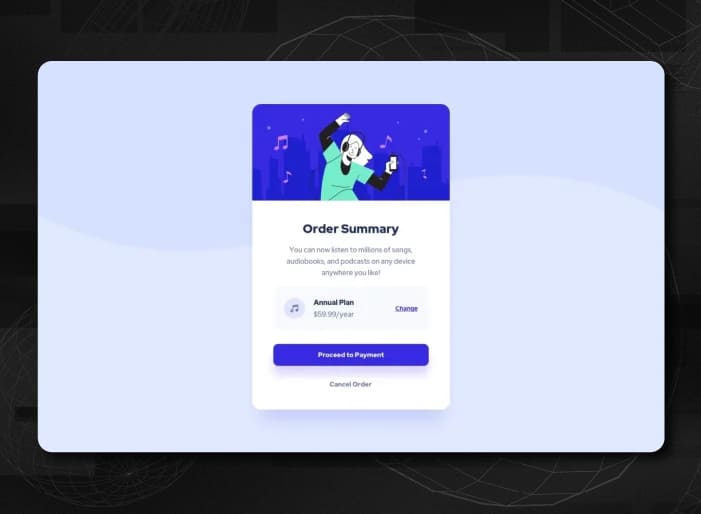 Order Summary
You can now listen to millions of songs,
audiobooks, and podcasts on any device
anywhere you like!
Annual Plan
$59.99/year
Change
Proceed to Payment
Cancel Order